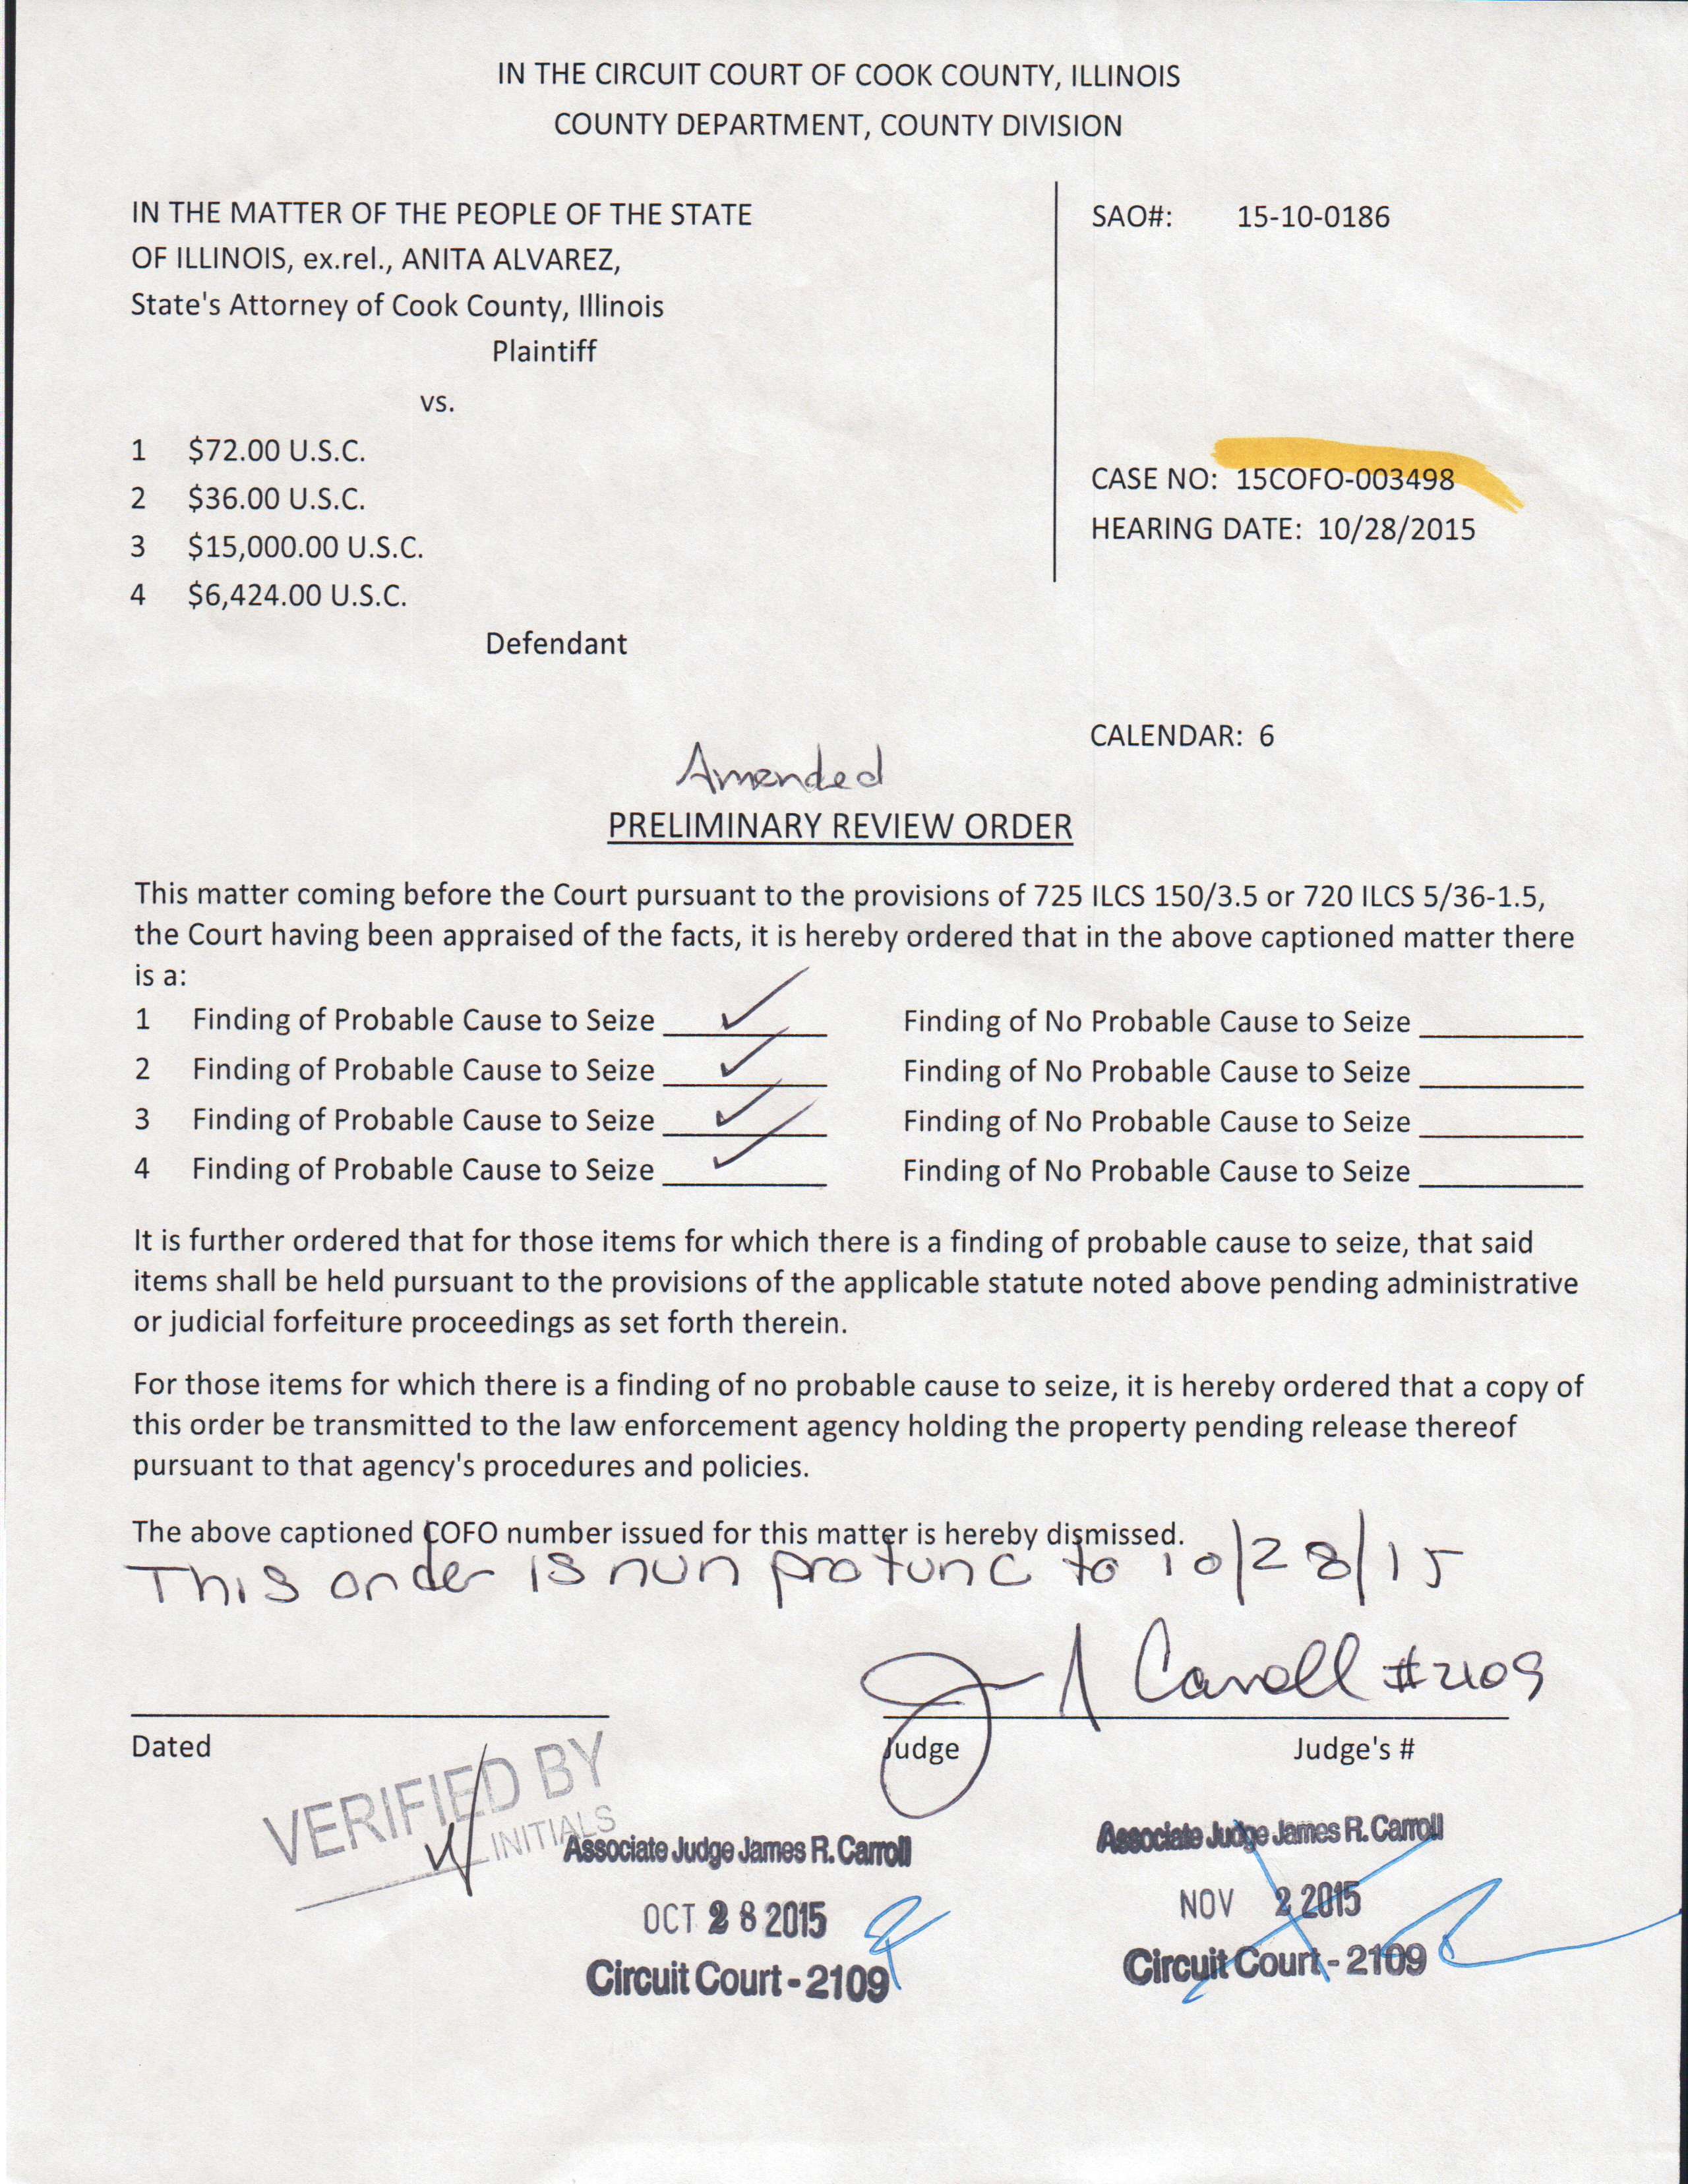 IN THE CIRCUIT COURT OF COOK COUNTY, ILLINOIS
COUNTY DEPARTMENT, COUNTY DIVISION
IN THE MATTER OF THE PEOPLE OF THE STATE
OF ILLINOIS, ex.rel., ANITA ALVAREZ,
State's Attorney of Cook County, Illinois
Plaintiff
vs.
1 $72.00 U.S.C.
2 $36.00 U.S.C.
3 $15,000.00 U.S.C.
4 $6,424.00 U.S.C.
Defendant
SAO#: 15-10-0186
CASE NO: 15COFO-003498
HEARING DATE: 10/28/2015
CALENDAR: 6
Amended
PRELIMINARY REVIEW ORDER
This matter coming before the Court pursuant to the provisions of 725 ILCS 150/3.5 or 720 ILCS 5/36-1.5,
the Court having been appraised of the facts, it is hereby ordered that in the above captioned matter there
is a:
1 Finding of Probable Cause to Seize ✓ Finding of No Probable Cause to Seize
2 Finding of Probable Cause to Seize ✓ Finding of No Probable Cause to Seize
3 Finding of Probable Cause to Seize ✓ Finding of No Probable Cause to Seize
4 Finding of Probable Cause to Seize ✓ Finding of No Probable Cause to Seize
It is further ordered that for those items for which there is a finding of probable cause to seize, that said
items shall be held pursuant to the provisions of the applicable statute noted above pending administrative
or judicial forfeiture proceedings as set forth therein.
For those items for which there is a finding of no probable cause to seize, it is hereby ordered that a copy of
this order be transmitted to the law enforcement agency holding the property pending release thereof
pursuant to that agency's procedures and policies.
The above captioned COFO number issued for this matter is hereby dismissed.
This order is nun pro tunc to 10/28/15
J Carroll #2109
Dated
Judge Judge's #
VERIFIED BY
INITIALS
Associate Judge James R. Carroll
OCT 28 2015
Circuit Court - 2109
Associate Judge James R. Carroll
NOV 2 2015
Circuit Court - 2109